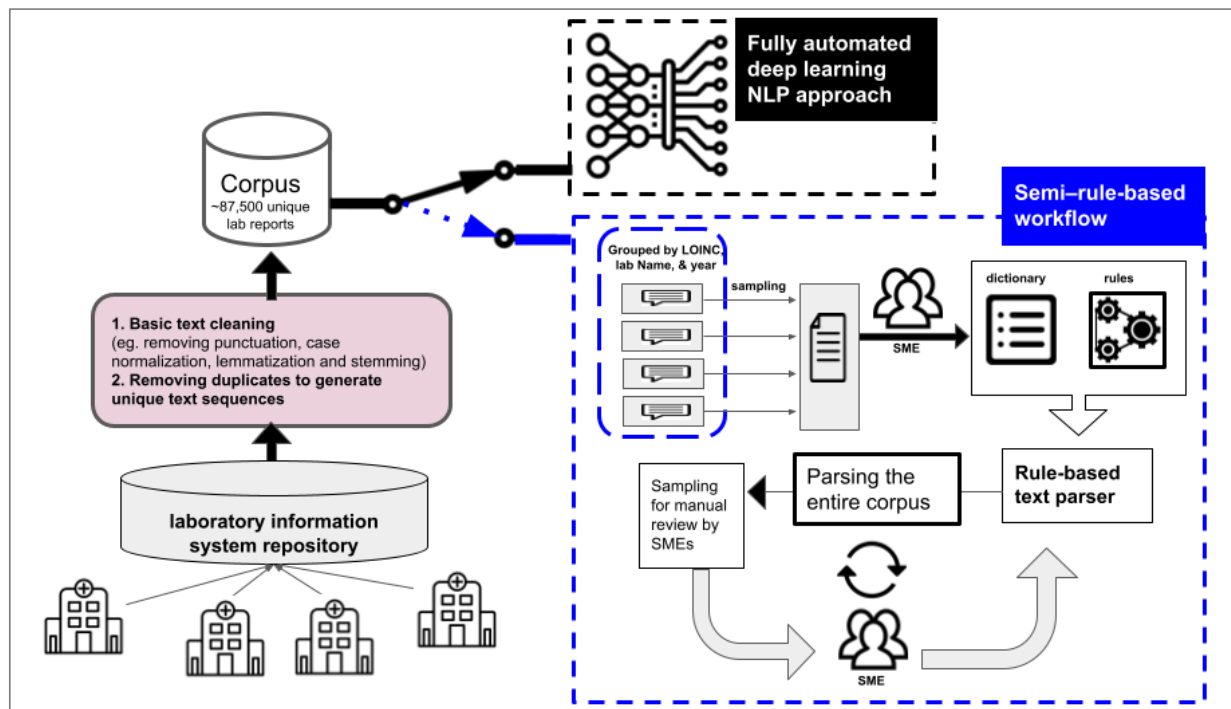 Fully automated
deep learning
NLP approach
Corpus
~87,500 unique
lab reports
Semi–rule-based
workflow
Grouped by LOINC,
lab Name, & year
sampling
SME
dictionary
rules
1. Basic text cleaning
(eg. removing punctuation, case
normalization, lemmatization and stemming)
2. Removing duplicates to generate
unique text sequences
laboratory information
system repository
Sampling
for manual
review by
SMEs
Parsing the
entire corpus
Rule-based
text parser
SME